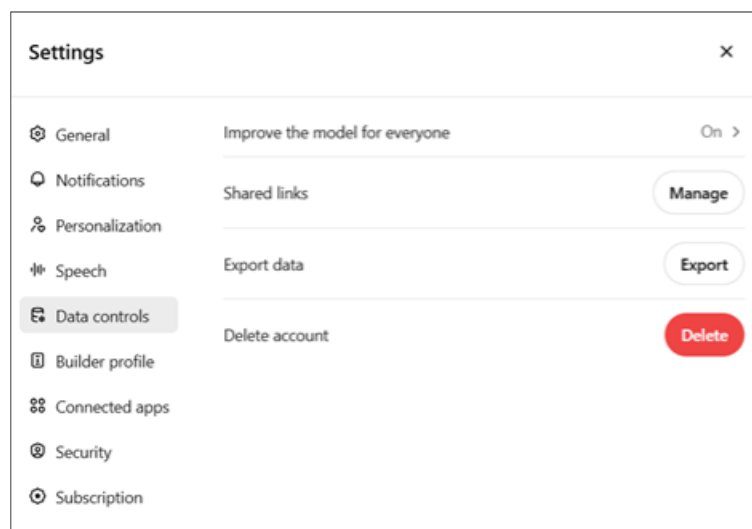 Settings
General
Notifications
Personalization
Speech
Data controls
Builder profile
Connected apps
Security
Subscription
Improve the model for everyone On
Shared links Manage
Export data Export
Delete account Delete